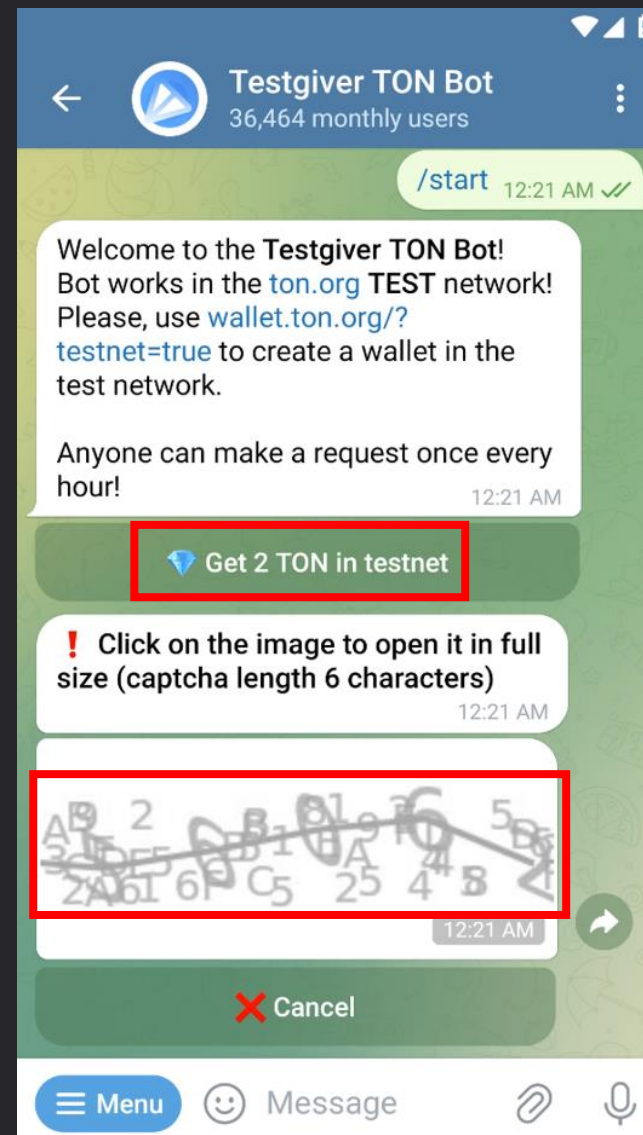 Testgiver TON Bot
36,464 monthly users
/start 12:21 AM
Welcome to the Testgiver TON Bot!
Bot works in the ton.org TEST network!
Please, use wallet.ton.org/?
testnet=true to create a wallet in the
test network.
Anyone can make a request once every
hour!
12:21 AM
Get 2 TON in testnet
Click on the image to open it in full
size (captcha length 6 characters)
12:21 AM
12:21 AM
Cancel
Menu
Message